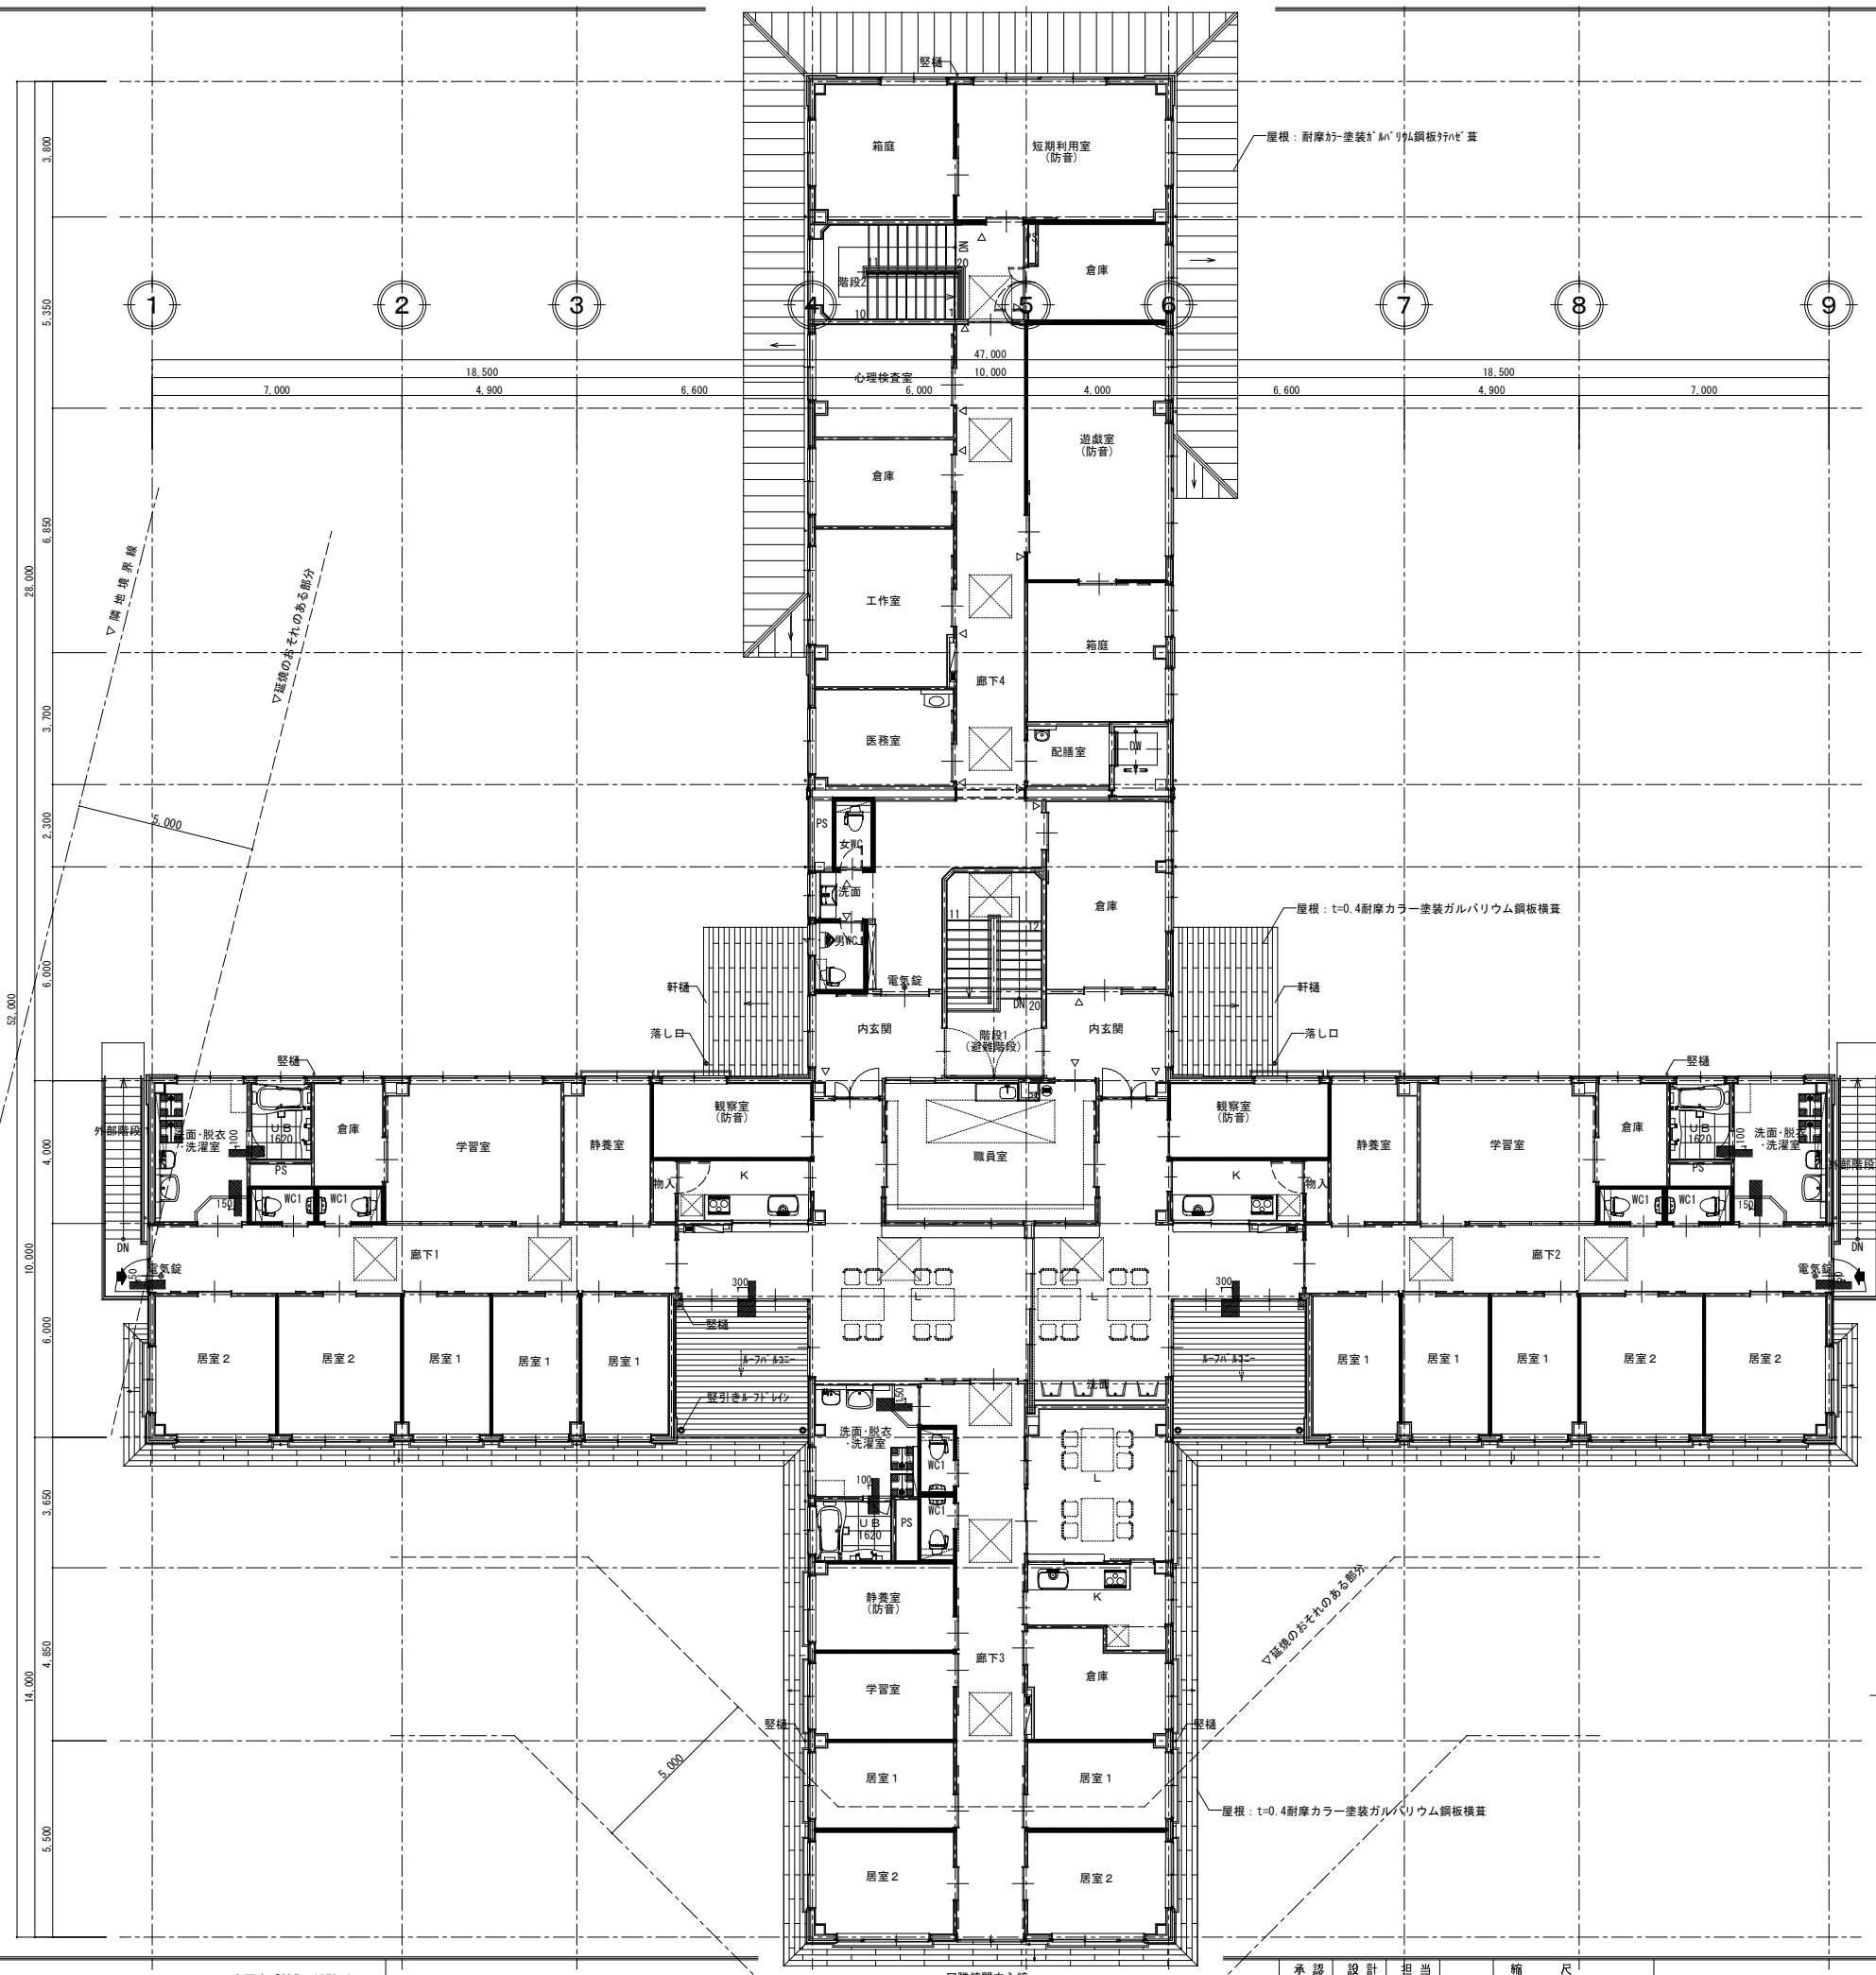 竪樋
箱庭
短期利用室
(防音)
屋根：耐摩カラー塗装ｶﾞﾙﾊﾞﾘｳﾑ鋼板ﾀﾃﾊｾﾞ葺
3,800
DN
PS
11
20
階段2
倉庫
10
1
1
2
3
4
5
6
7
8
9
5,350
47,000
18,500
10,000
18,500
7,000
4,900
6,600
6,000
4,000
6,600
4,900
7,000
心理検査室
遊戯室
(防音)
倉庫
6,850
28,000
▽隣地境界線
▽延焼のおそれのある部分
工作室
箱庭
廊下4
3,700
医務室
配膳室
DW
5,000
2,300
PS
女WC
洗面
倉庫
11
12
屋根：t=0.4耐摩カラー塗装ガルバリウム鋼板横葺
男WC
電気錠
6,000
52,000
軒樋
軒樋
DN 20
内玄関
内玄関
階段1
(避難階段)
落し口
落し口
竪樋
竪樋
外部階段
洗面・脱衣
・洗濯室
100
UB
1620
PS
倉庫
学習室
静養室
観察室
(防音)
職員室
観察室
(防音)
静養室
学習室
倉庫
UB
1620
PS
100
洗面・脱衣
・洗濯室
外部階段
4,000
物入
K
K
物入
150
WC1
WC1
WC1
WC1
150
DN
DN
廊下1
廊下2
10,000
電気錠
150
電気錠
300
L
L
300
6,000
竪樋
居室2
居室2
居室1
居室1
居室1
ﾙｰﾌﾊﾞﾙｺﾆｰ
ﾙｰﾌﾊﾞﾙｺﾆｰ
居室1
居室1
居室1
居室2
居室2
洗面
竪引きﾙｰﾌﾄﾞﾚｲﾝ
150
洗面・脱衣
・洗濯室
WC1
L
100
3,650
UB
1620
PS
WC1
静養室
(防音)
K
▽延焼のおそれのある部分
4,850
廊下3
倉庫
14,000
学習室
竪樋
竪樋
5,000
居室1
居室1
屋根：t=0.4耐摩カラー塗装ガルバリウム鋼板横葺
5,500
居室2
居室2
承認
設計
担当
縮尺